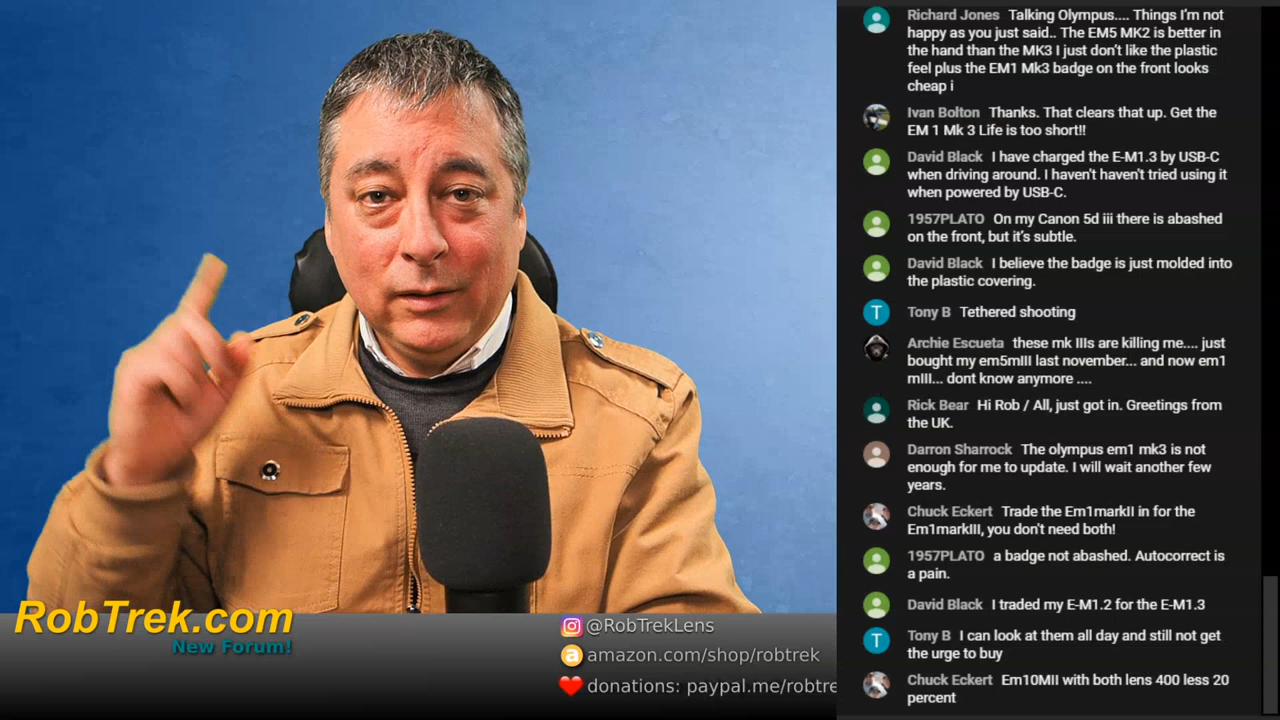 RobTrek.com
New Forum!
@RobTrekLens
a amazon.com/shop/robtrek
donations: paypal.me/robtre
Richard Jones Talking Olympus.... Things I'm not
happy as you just said.. The EM5 MK2 is better in
the hand than the MK3 I just don't like the plastic
feel plus the EM1 Mk3 badge on the front looks
cheap i
Ivan Bolton Thanks. That clears that up. Get the
EM 1 Mk 3 Life is too short!!
David Black I have charged the E-M1.3 by USB-C
when driving around. I haven't haven't tried using it
when powered by USB-C.
1957PLATO On my Canon 5d iii there is abashed
on the front, but it's subtle.
David Black I believe the badge is just molded into
the plastic covering.
T Tony B Tethered shooting
Archie Escueta these mk IIIs are killing me.... just
bought my em5mIII last november... and now em1
mIII... dont know anymore ....
Rick Bear Hi Rob / All, just got in. Greetings from
the UK.
Darron Sharrock The olympus em1 mk3 is not
enough for me to update. I will wait another few
years.
Chuck Eckert Trade the Em1markII in for the
Em1markIII, you don't need both!
1957PLATO a badge not abashed. Autocorrect is
a pain.
David Black I traded my E-M1.2 for the E-M1.3
T Tony B I can look at them all day and still not get
the urge to buy
Chuck Eckert Em10MII with both lens 400 less 20
percent